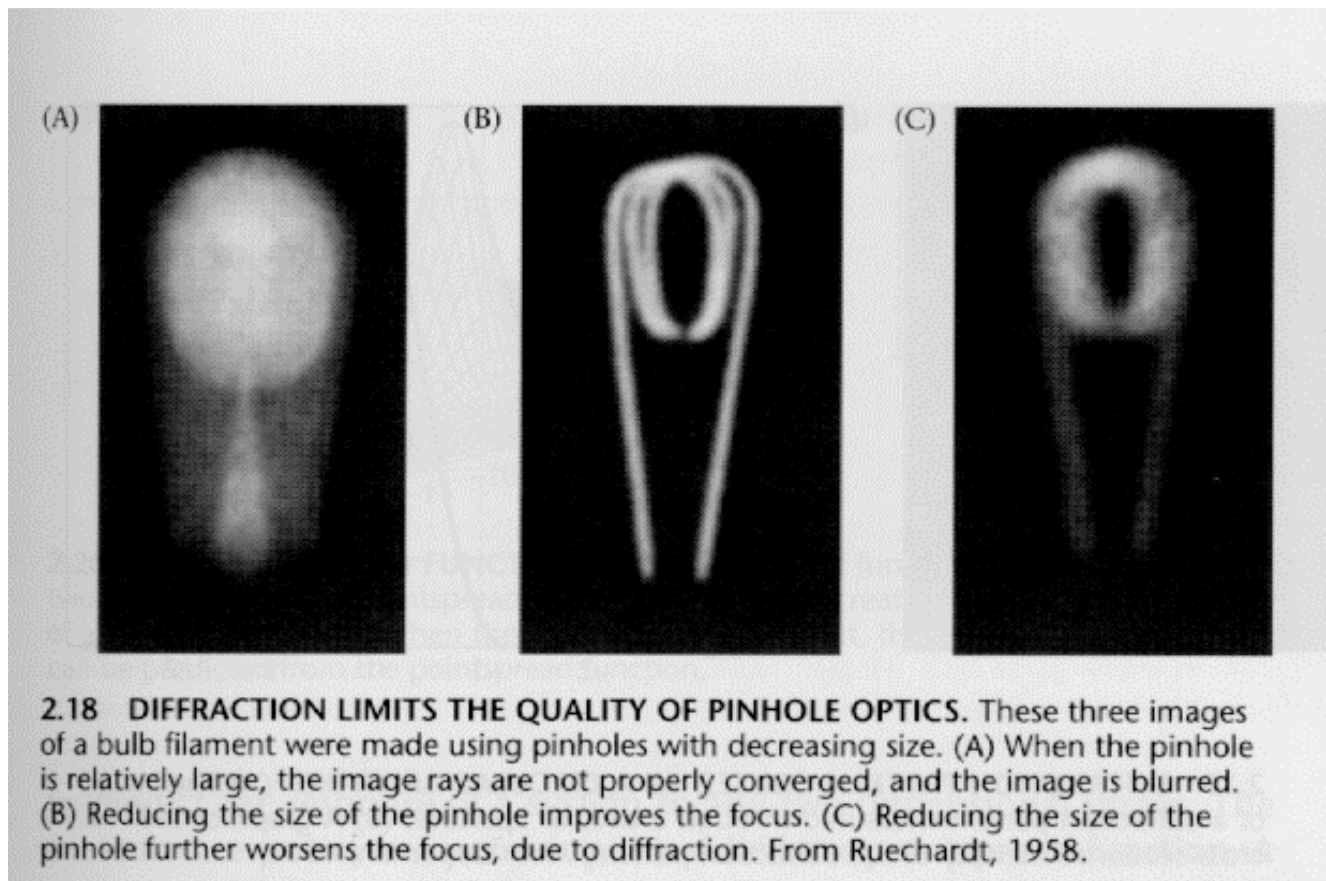 (A) (B) (C)
2.18 DIFFRACTION LIMITS THE QUALITY OF PINHOLE OPTICS. These three images
of a bulb filament were made using pinholes with decreasing size. (A) When the pinhole
is relatively large, the image rays are not properly converged, and the image is blurred.
(B) Reducing the size of the pinhole improves the focus. (C) Reducing the size of the
pinhole further worsens the focus, due to diffraction. From Ruechardt, 1958.